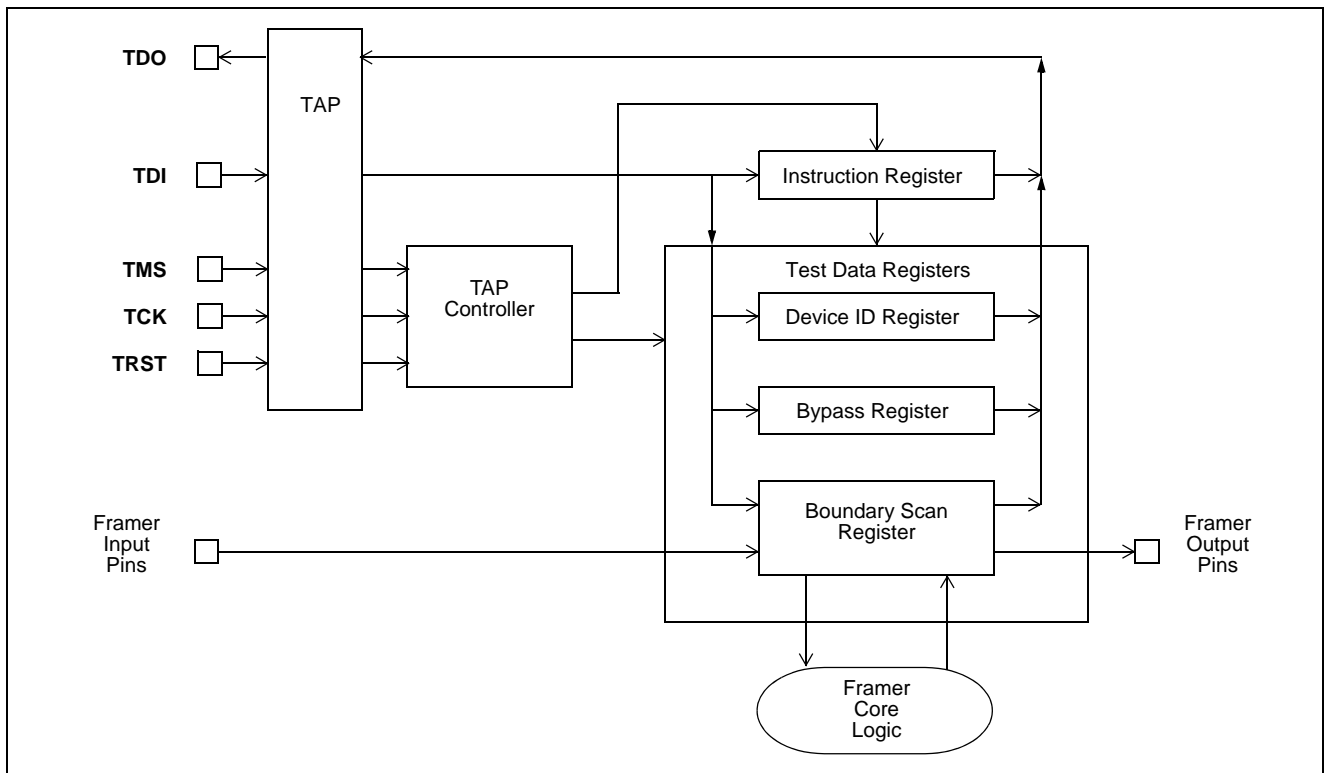 TDO
TAP
TDI
Instruction Register
TMS
Test Data Registers
TAP
Controller
TCK
Device ID Register
TRST
Bypass Register
Boundary Scan
Register
Framer
Input
Pins
Framer
Output
Pins
Framer
Core
Logic